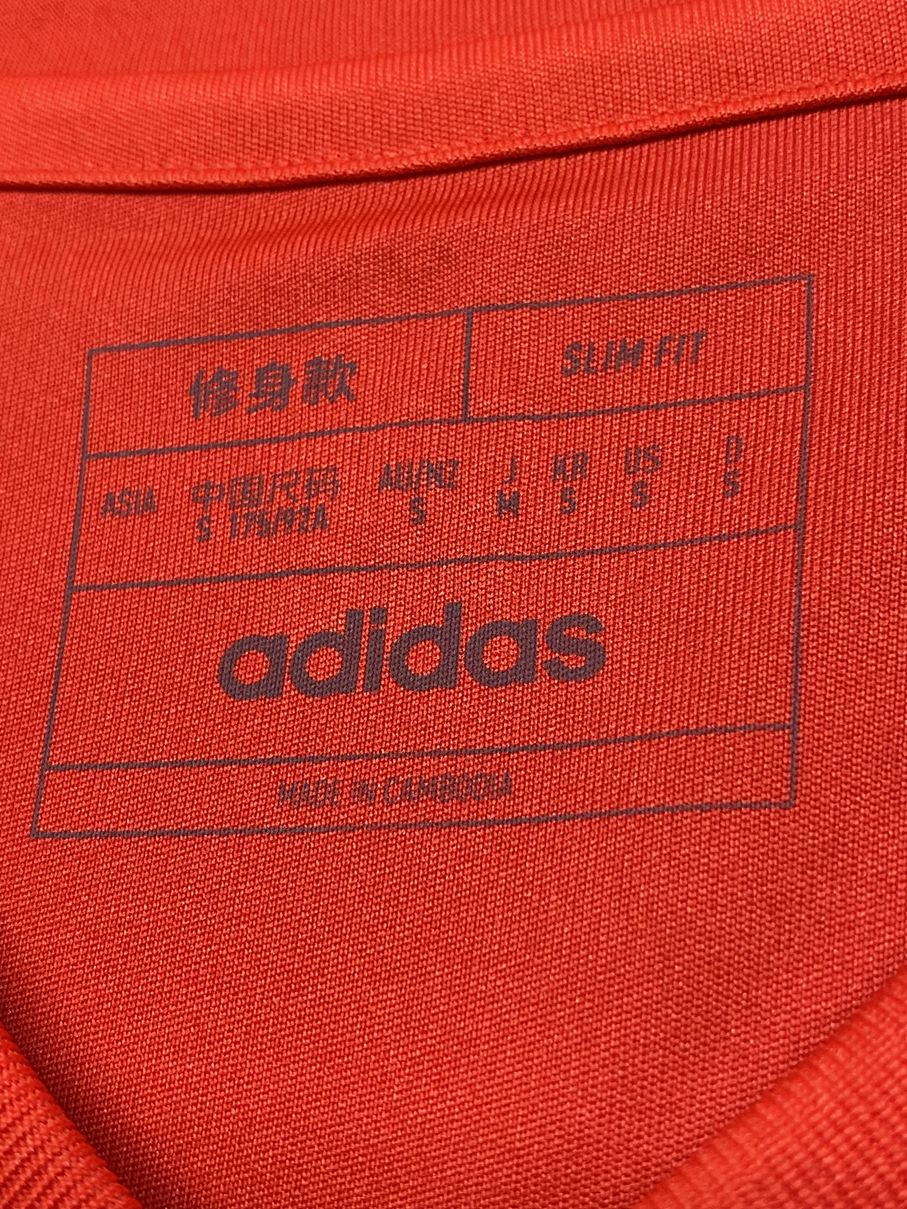 修身款 SLIM FIT
ASIA 中国尺码 AU/NZ J KR US D
S 175/92A S M S S S
adidas
MADE IN CAMBODIA